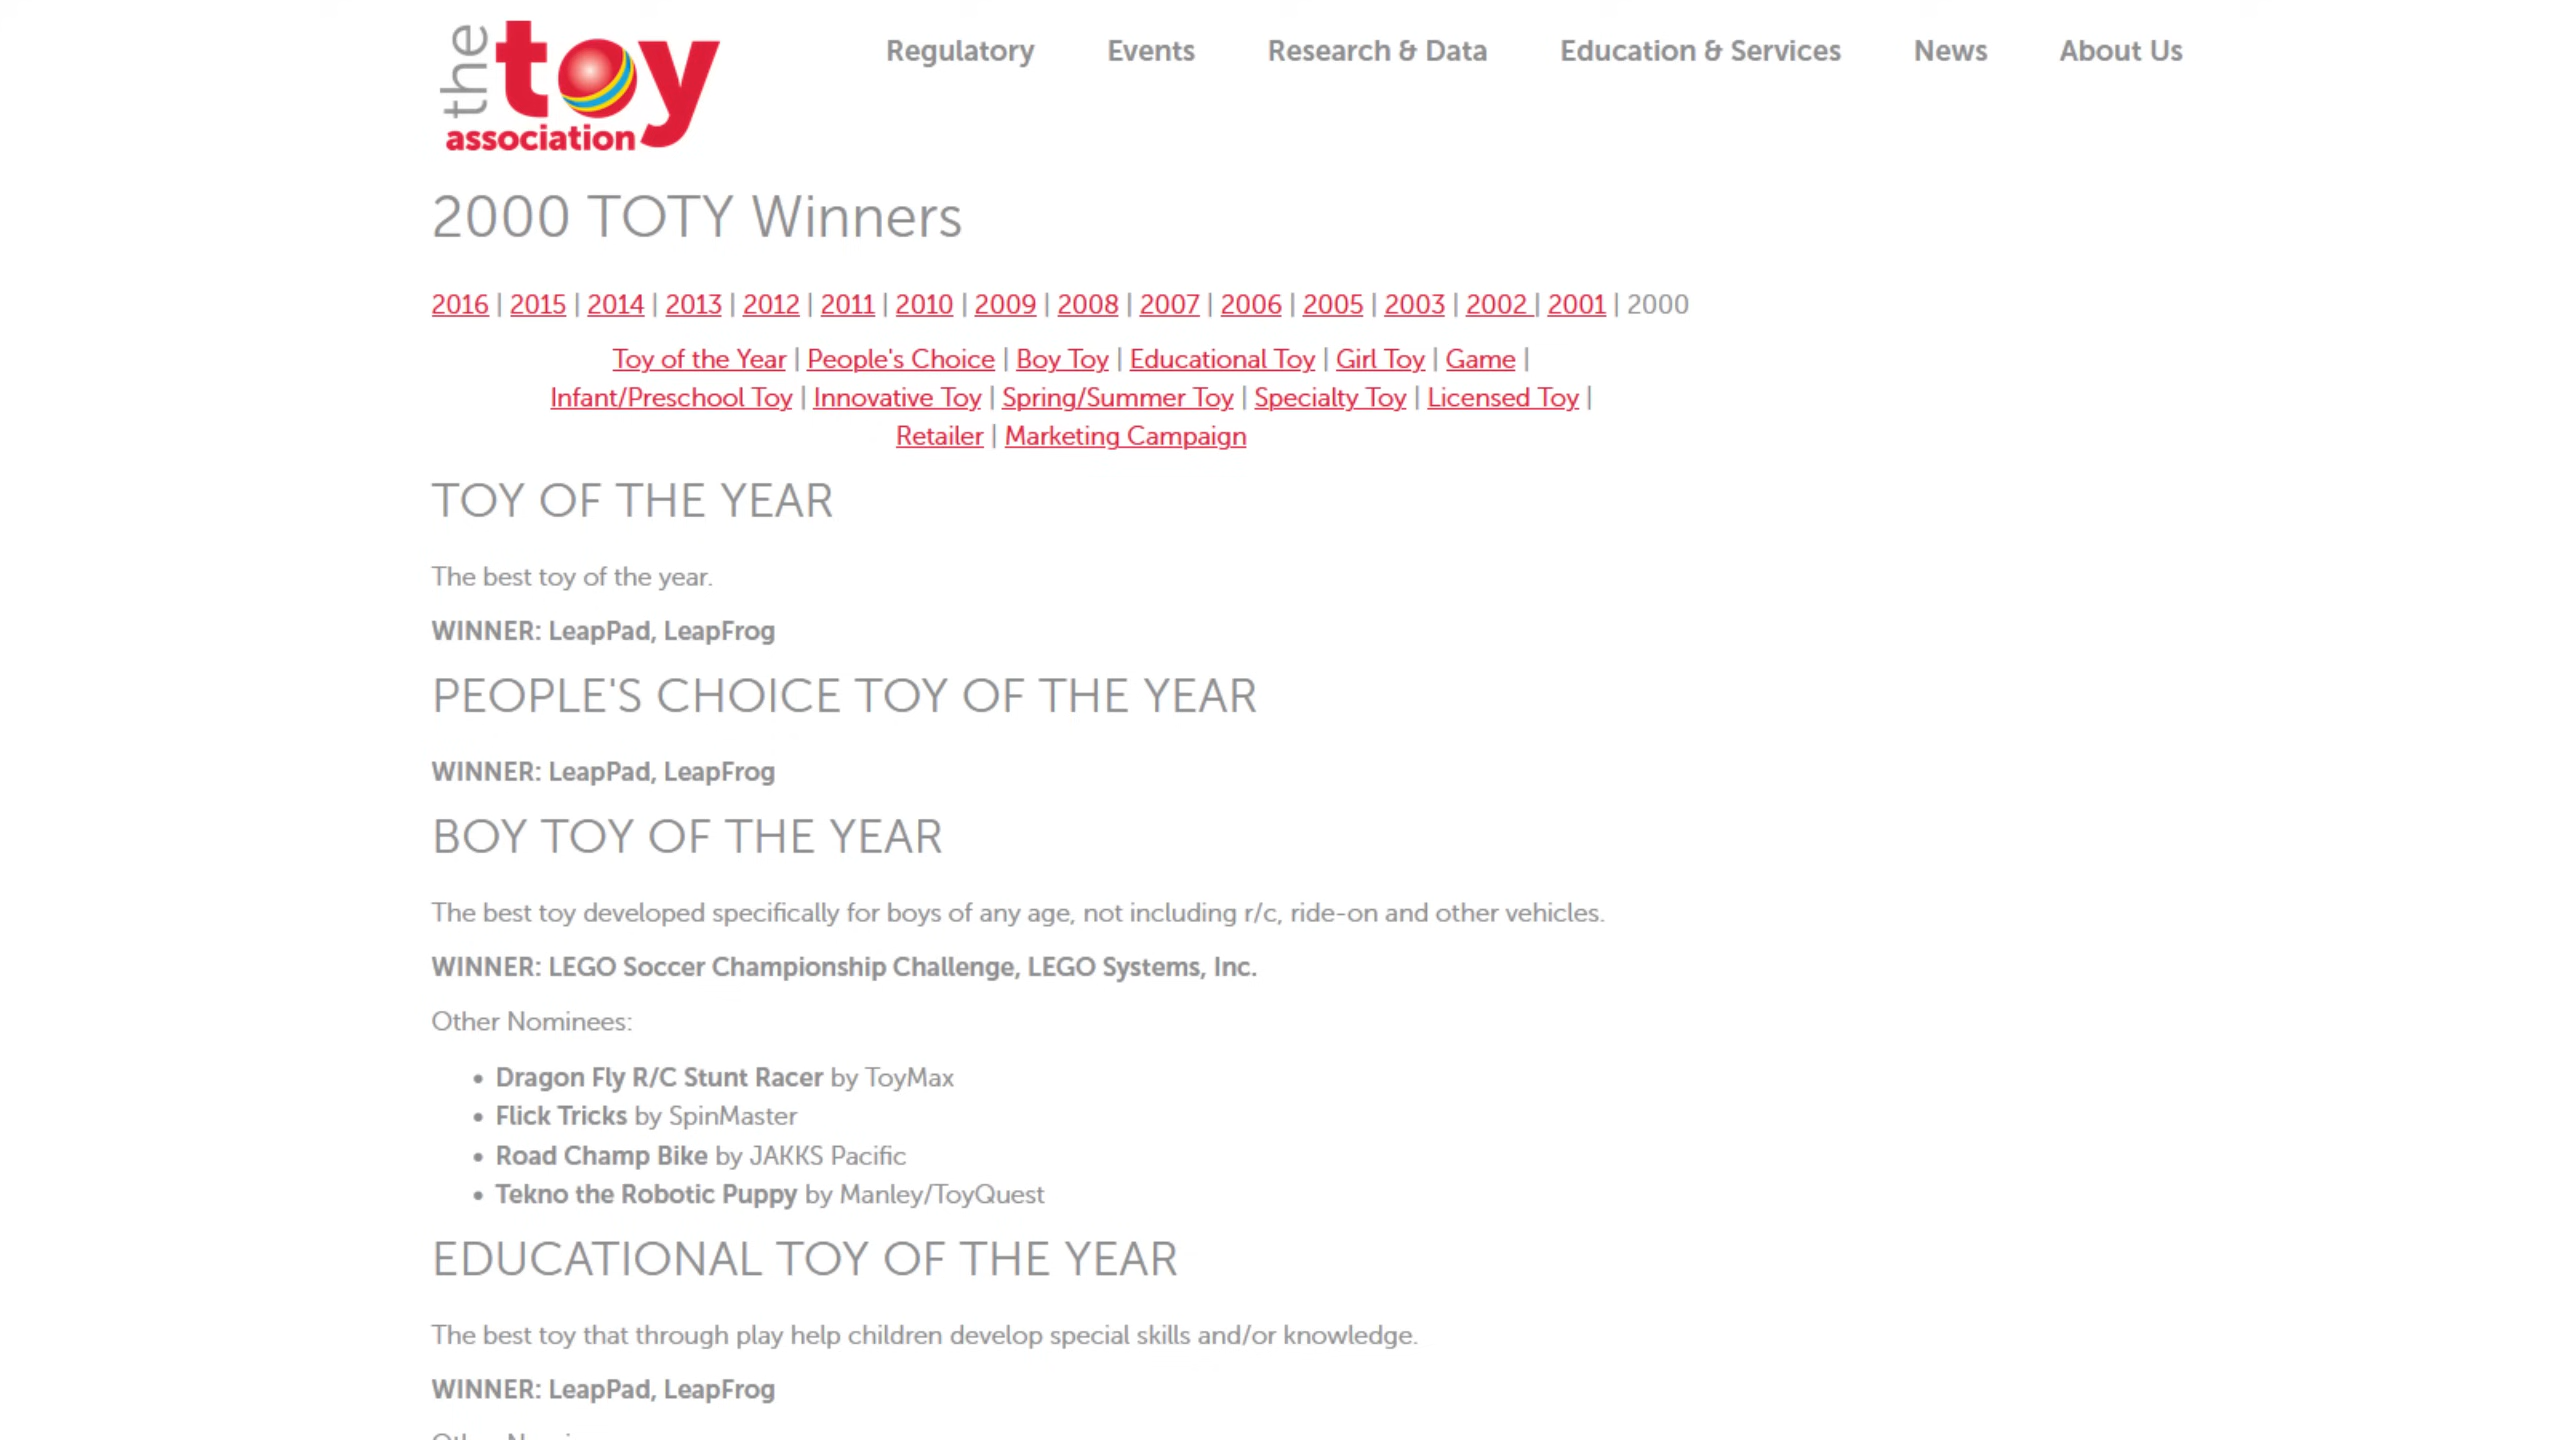 the toy association
Regulatory Events Research & Data Education & Services News About Us
2000 TOTY Winners
2016 | 2015 | 2014 | 2013 | 2012 | 2011 | 2010 | 2009 | 2008 | 2007 | 2006 | 2005 | 2003 | 2002 | 2001 | 2000
Toy of the Year | People's Choice | Boy Toy | Educational Toy | Girl Toy | Game |
Infant/Preschool Toy | Innovative Toy | Spring/Summer Toy | Specialty Toy | Licensed Toy |
Retailer | Marketing Campaign
TOY OF THE YEAR
The best toy of the year.
WINNER: LeapPad, LeapFrog
PEOPLE'S CHOICE TOY OF THE YEAR
WINNER: LeapPad, LeapFrog
BOY TOY OF THE YEAR
The best toy developed specifically for boys of any age, not including r/c, ride-on and other vehicles.
WINNER: LEGO Soccer Championship Challenge, LEGO Systems, Inc.
Other Nominees:
• Dragon Fly R/C Stunt Racer by ToyMax
• Flick Tricks by SpinMaster
• Road Champ Bike by JAKKS Pacific
• Tekno the Robotic Puppy by Manley/ToyQuest
EDUCATIONAL TOY OF THE YEAR
The best toy that through play help children develop special skills and/or knowledge.
WINNER: LeapPad, LeapFrog